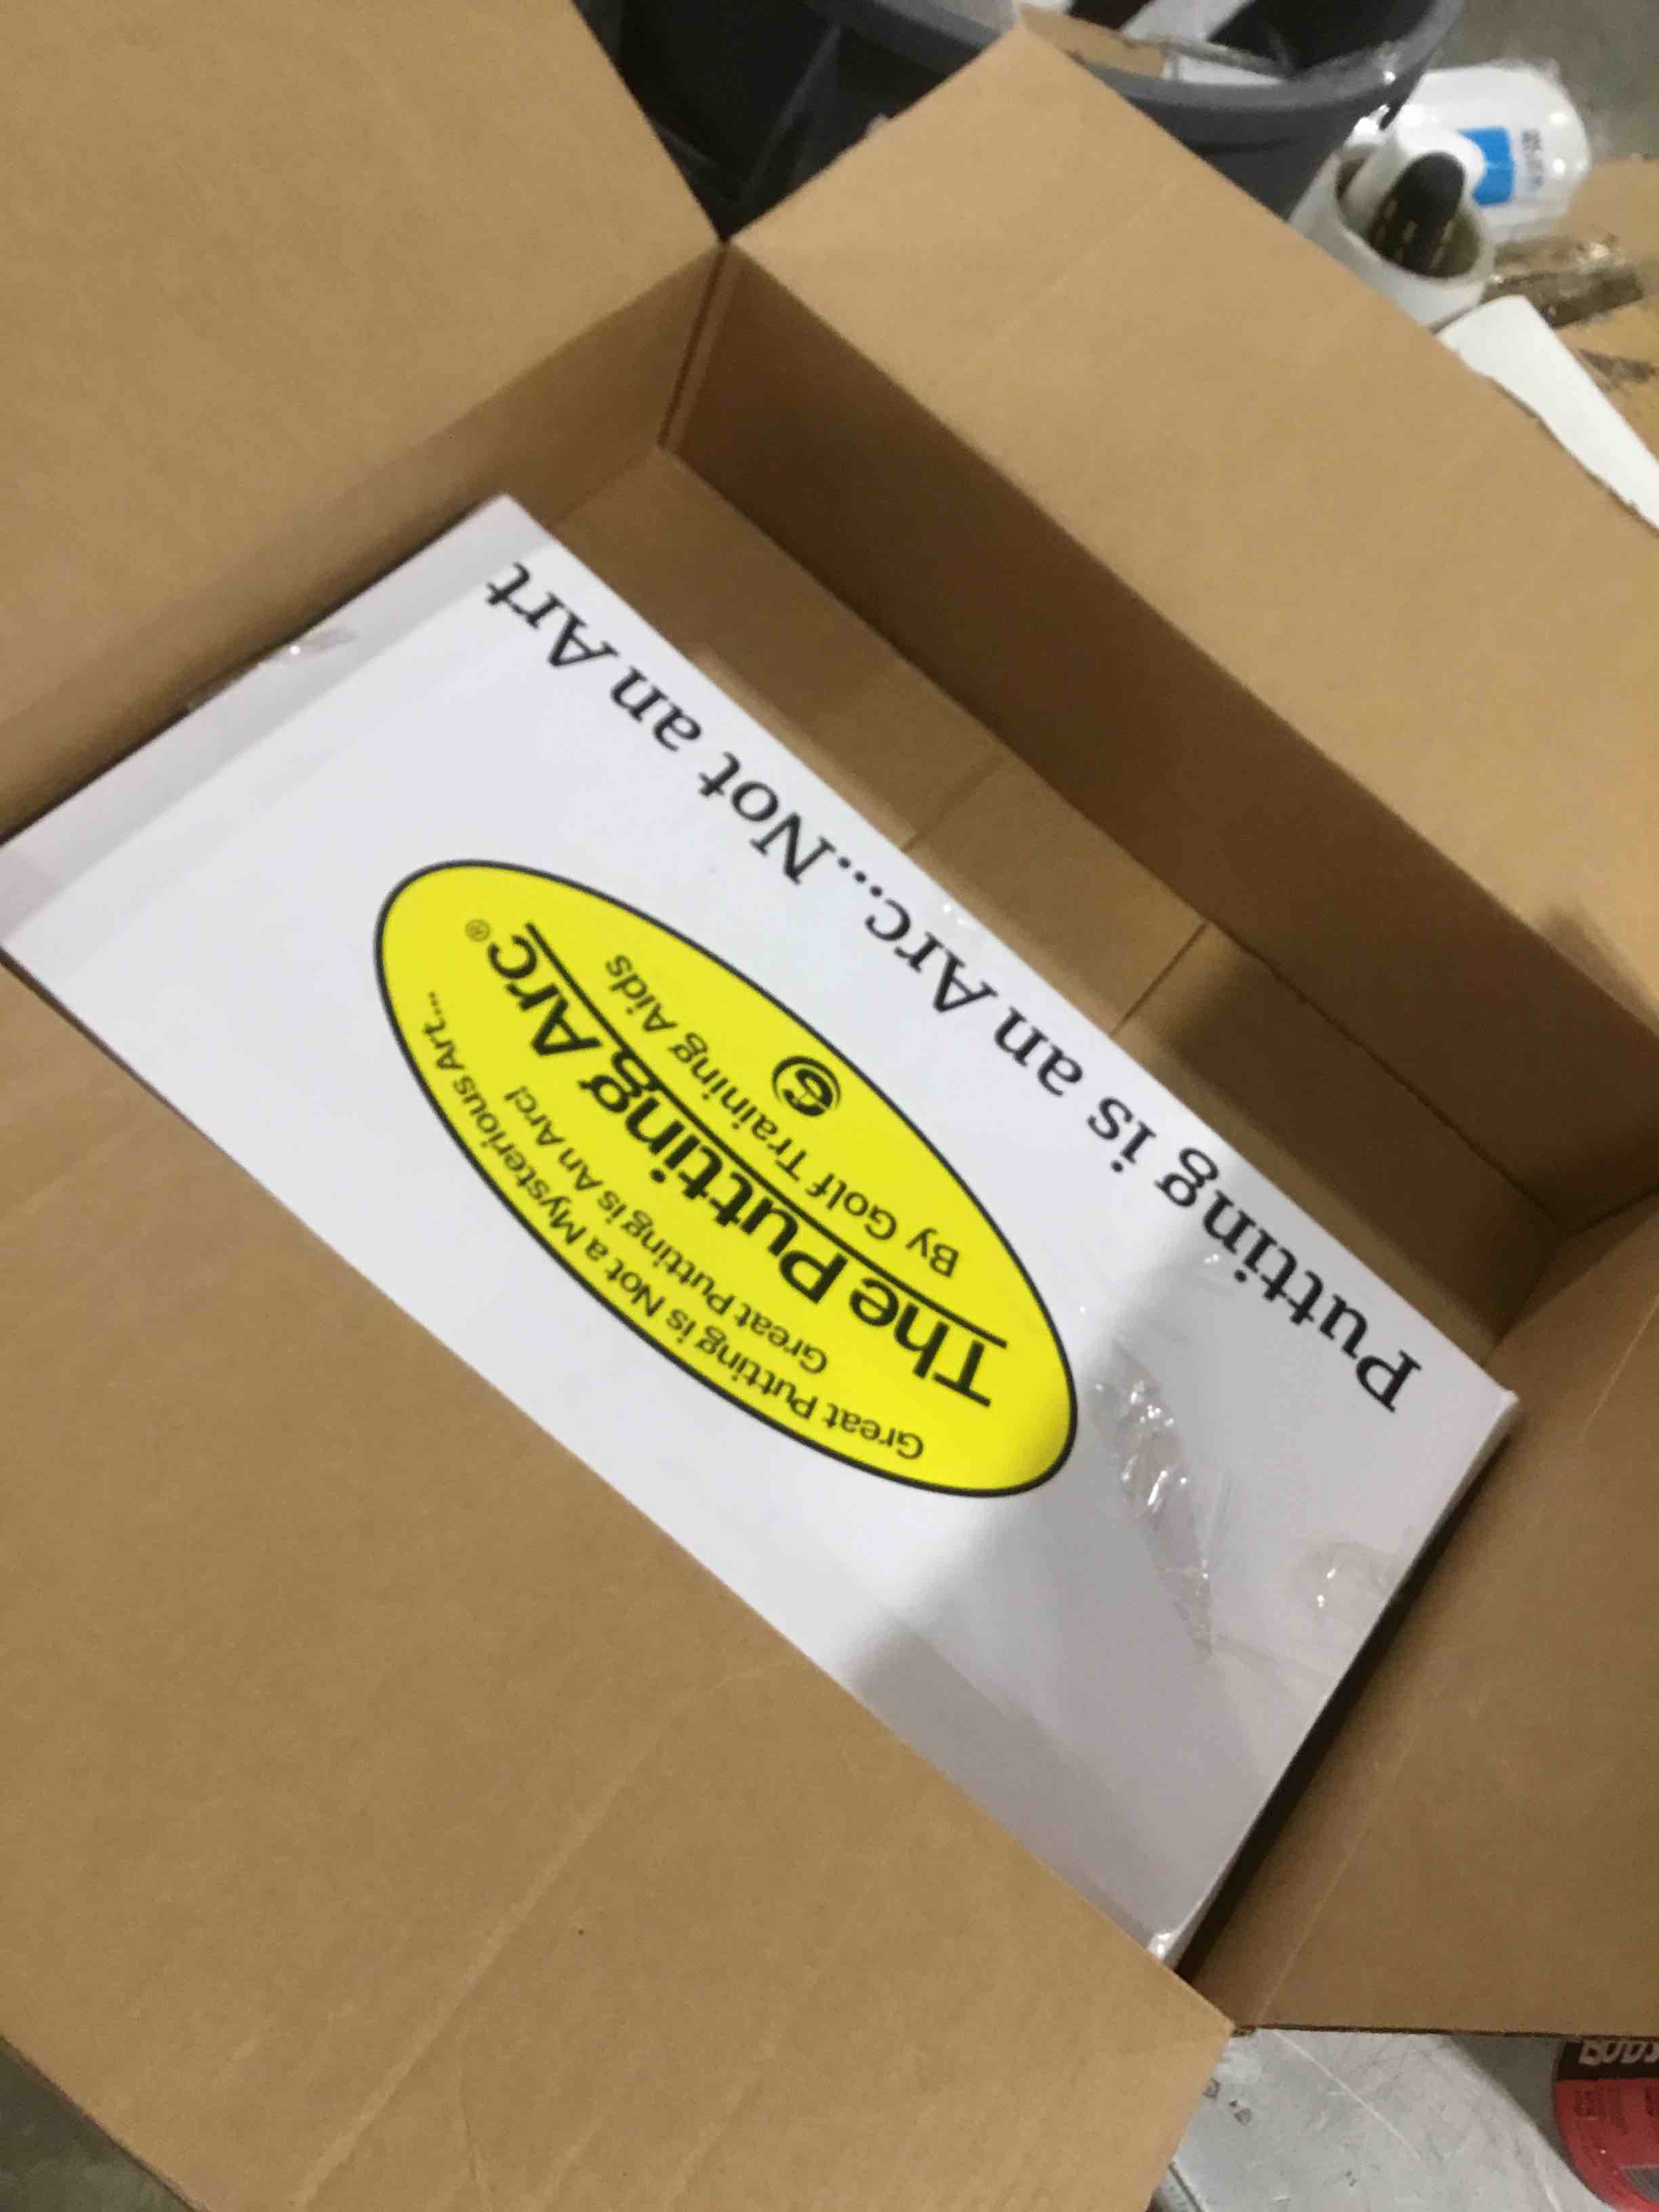 Putting is an Arc...Not an Art
By Golf Training Aids
The Putting Arc®
Great Putting is An Arc!
Great Putting is Not a Mysterious Art...